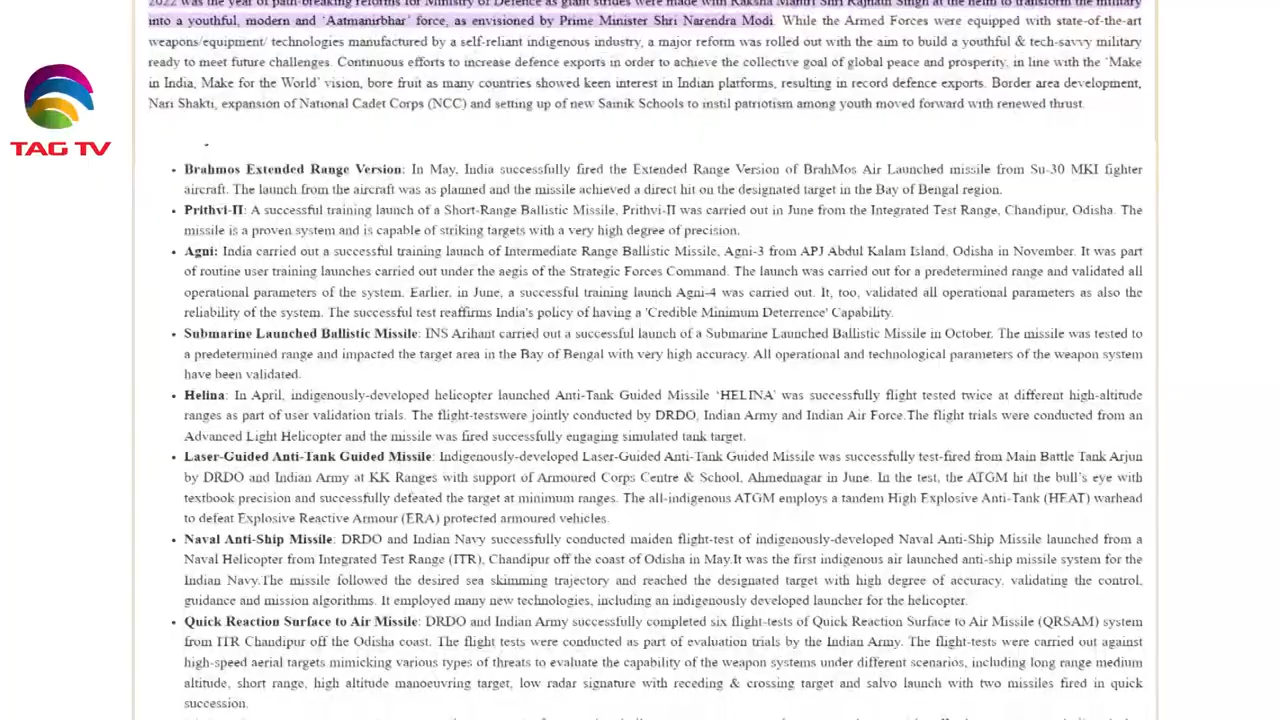 2022 was the year of path-breaking reforms for Ministry of Defence as giant strides were made with Raksha Mantri Shri Rajnath Singh at the helm to transform the military
into a youthful, modern and ‘Aatmanirbhar’ force, as envisioned by Prime Minister Shri Narendra Modi. While the Armed Forces were equipped with state-of-the-art
weapons/equipment/ technologies manufactured by a self-reliant indigenous industry, a major reform was rolled out with the aim to build a youthful & tech-savvy military
ready to meet future challenges. Continuous efforts to increase defence exports in order to achieve the collective goal of global peace and prosperity, in line with the ‘Make
in India, Make for the World’ vision, bore fruit as many countries showed keen interest in Indian platforms, resulting in record defence exports. Border area development,
Nari Shakti, expansion of National Cadet Corps (NCC) and setting up of new Sainik Schools to instil patriotism among youth moved forward with renewed thrust.
TAG TV
• Brahmos Extended Range Version: In May, India successfully fired the Extended Range Version of BrahMos Air Launched missile from Su-30 MKI fighter
aircraft. The launch from the aircraft was as planned and the missile achieved a direct hit on the designated target in the Bay of Bengal region.
• Prithvi-II: A successful training launch of a Short-Range Ballistic Missile, Prithvi-II was carried out in June from the Integrated Test Range, Chandipur, Odisha. The
missile is a proven system and is capable of striking targets with a very high degree of precision.
• Agni: India carried out a successful training launch of Intermediate Range Ballistic Missile, Agni-3 from APJ Abdul Kalam Island, Odisha in November. It was part
of routine user training launches carried out under the aegis of the Strategic Forces Command. The launch was carried out for a predetermined range and validated all
operational parameters of the system. Earlier, in June, a successful training launch Agni-4 was carried out. It, too, validated all operational parameters as also the
reliability of the system. The successful test reaffirms India's policy of having a 'Credible Minimum Deterrence' Capability.
• Submarine Launched Ballistic Missile: INS Arihant carried out a successful launch of a Submarine Launched Ballistic Missile in October. The missile was tested to
a predetermined range and impacted the target area in the Bay of Bengal with very high accuracy. All operational and technological parameters of the weapon system
have been validated.
• Helina: In April, indigenously-developed helicopter launched Anti-Tank Guided Missile ‘HELINA’ was successfully flight tested twice at different high-altitude
ranges as part of user validation trials. The flight-testswere jointly conducted by DRDO, Indian Army and Indian Air Force.The flight trials were conducted from an
Advanced Light Helicopter and the missile was fired successfully engaging simulated tank target.
• Laser-Guided Anti-Tank Guided Missile: Indigenously-developed Laser-Guided Anti-Tank Guided Missile was successfully test-fired from Main Battle Tank Arjun
by DRDO and Indian Army at KK Ranges with support of Armoured Corps Centre & School, Ahmednagar in June. In the test, the ATGM hit the bull’s eye with
textbook precision and successfully defeated the target at minimum ranges. The all-indigenous ATGM employs a tandem High Explosive Anti-Tank (HEAT) warhead
to defeat Explosive Reactive Armour (ERA) protected armoured vehicles.
• Naval Anti-Ship Missile: DRDO and Indian Navy successfully conducted maiden flight-test of indigenously-developed Naval Anti-Ship Missile launched from a
Naval Helicopter from Integrated Test Range (ITR), Chandipur off the coast of Odisha in May.It was the first indigenous air launched anti-ship missile system for the
Indian Navy.The missile followed the desired sea skimming trajectory and reached the designated target with high degree of accuracy, validating the control,
guidance and mission algorithms. It employed many new technologies, including an indigenously developed launcher for the helicopter.
• Quick Reaction Surface to Air Missile: DRDO and Indian Army successfully completed six flight-tests of Quick Reaction Surface to Air Missile (QRSAM) system
from ITR Chandipur off the Odisha coast. The flight tests were conducted as part of evaluation trials by the Indian Army. The flight-tests were carried out against
high-speed aerial targets mimicking various types of threats to evaluate the capability of the weapon systems under different scenarios, including long range medium
altitude, short range, high altitude manoeuvring target, low radar signature with receding & crossing target and salvo launch with two missiles fired in quick
succession.